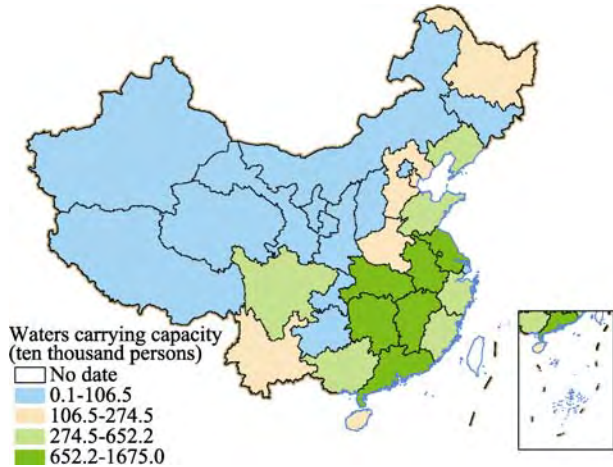 Waters carrying capacity
(ten thousand persons)
No date
0.1-106.5
106.5-274.5
274.5-652.2
652.2-1675.0